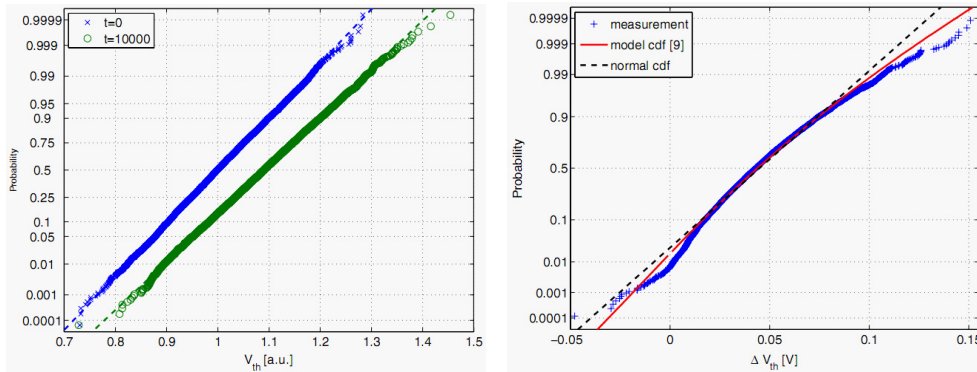 0.9999
0.999
0.99
0.95
0.9
0.75
0.5
0.25
0.1
0.05
0.01
0.001
0.0001
Probability
t=0
t=10000
0.7 0.8 0.9 1 1.1 1.2 1.3 1.4 1.5
V_th [a.u.]
0.9999
0.999
0.99
0.9
0.5
0.1
0.01
0.001
0.0001
Probability
measurement
model cdf [9]
normal cdf
-0.05 0 0.05 0.1 0.15
Δ V_th [V]